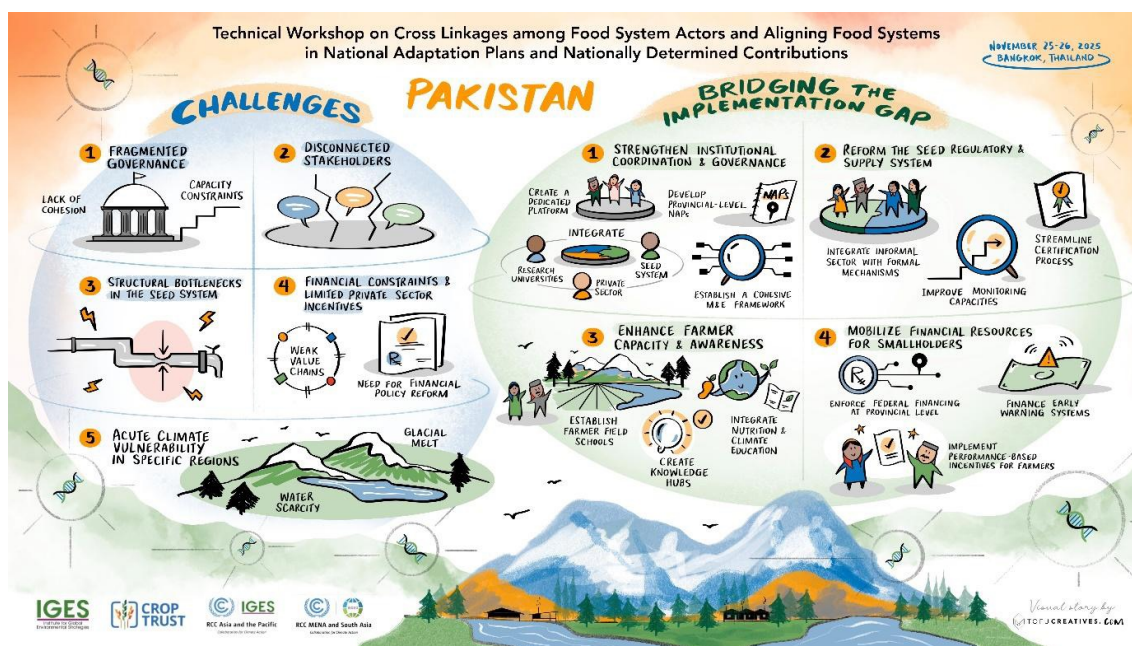 Technical Workshop on Cross Linkages among Food System Actors and Aligning Food Systems
in National Adaptation Plans and Nationally Determined Contributions
NOVEMBER 25-26, 2025
BANGKOK, THAILAND
PAKISTAN
CHALLENGES
1 FRAGMENTED
GOVERNANCE
LACK OF
COHESION
CAPACITY
CONSTRAINTS
2 DISCONNECTED
STAKEHOLDERS
3 STRUCTURAL BOTTLENECKS
IN THE SEED SYSTEM
4 FINANCIAL CONSTRAINTS &
LIMITED PRIVATE SECTOR
INCENTIVES
WEAK
VALUE
CHAINS
Rx
NEED FOR FINANCIAL
POLICY REFORM
5 ACUTE CLIMATE
VULNERABILITY
IN SPECIFIC REGIONS
GLACIAL
MELT
WATER
SCARCITY
BRIDGING THE
IMPLEMENTATION GAP
1 STRENGTHEN INSTITUTIONAL
COORDINATION & GOVERNANCE
CREATE A
DEDICATED
PLATFORM
DEVELOP
PROVINCIAL-LEVEL
NAPs
NAPs
INTEGRATE
RESEARCH
UNIVERSITIES
PRIVATE
SECTOR
SEED
SYSTEM
ESTABLISH A COHESIVE
M&E FRAMEWORK
2 REFORM THE SEED REGULATORY &
SUPPLY SYSTEM
INTEGRATE INFORMAL
SECTOR WITH FORMAL
MECHANISMS
IMPROVE MONITORING
CAPACITIES
STREAMLINE
CERTIFICATION
PROCESS
3 ENHANCE FARMER
CAPACITY & AWARENESS
ESTABLISH
FARMER FIELD
SCHOOLS
CREATE
KNOWLEDGE
HUBS
INTEGRATE
NUTRITION &
CLIMATE
EDUCATION
4 MOBILIZE FINANCIAL RESOURCES
FOR SMALLHOLDERS
Rx
ENFORCE FEDERAL FINANCING
AT PROVINCIAL LEVEL
FINANCE EARLY
WARNING SYSTEMS
IMPLEMENT
PERFORMANCE-BASED
INCENTIVES FOR FARMERS
IGES
Institute for Global
Environmental Strategies
CROP
TRUST
IGES
RCC Asia and the Pacific
RCC MENA and South Asia
Visual story by
TOFUCREATIVES.COM